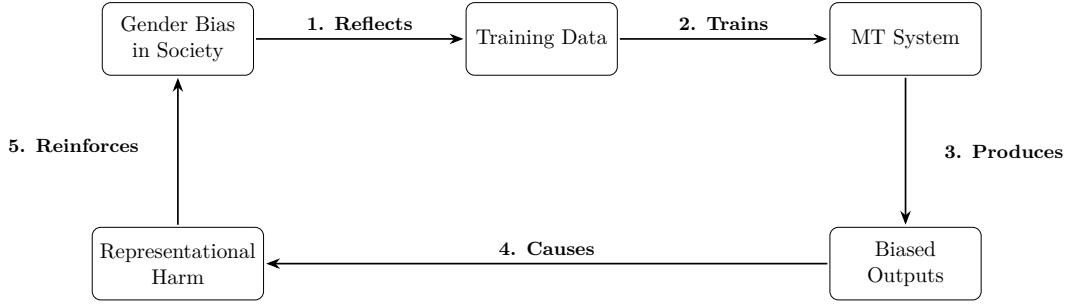 Gender Bias
in Society
1. Reflects
Training Data
2. Trains
MT System
3. Produces
Biased
Outputs
4. Causes
Representational
Harm
5. Reinforces